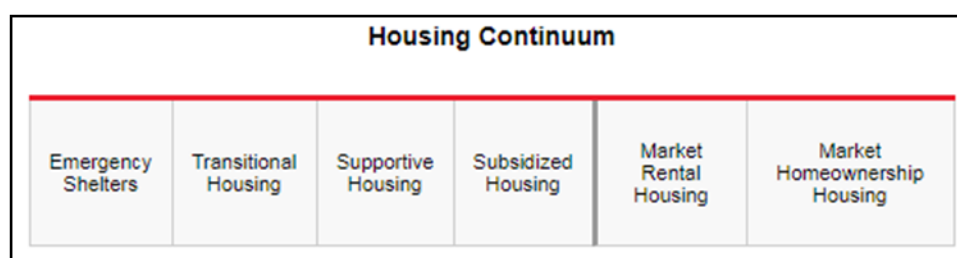 Housing Continuum
Emergency
Shelters
Transitional
Housing
Supportive
Housing
Subsidized
Housing
Market
Rental
Housing
Market
Homeownership
Housing